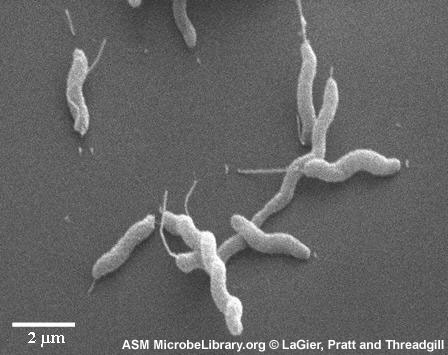 2 μm
ASM MicrobeLibrary.org © LaGier, Pratt and Threadgill